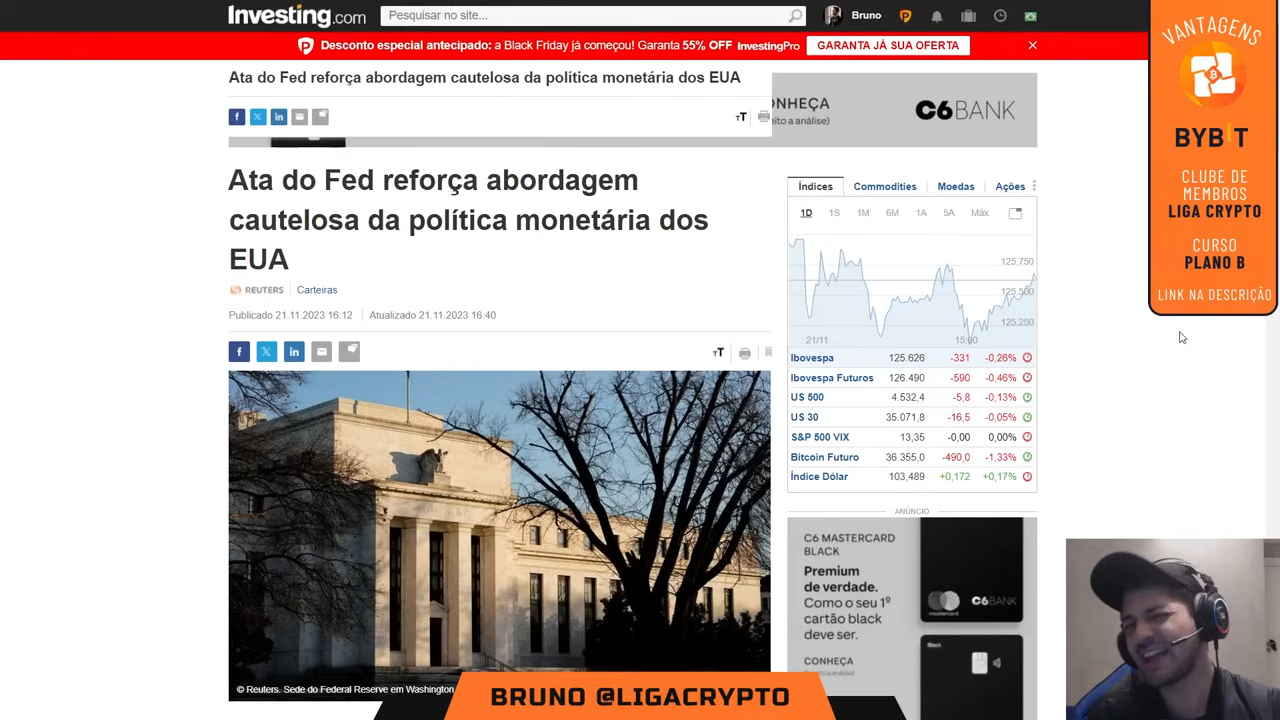 Investing.com
Pesquisar no site...
Bruno
Desconto especial antecipado: a Black Friday já começou! Garanta 55% OFF InvestingPro
GARANTA JÁ SUA OFERTA
Ata do Fed reforça abordagem cautelosa da política monetária dos EUA
ONHEÇA
eito a análise)
C6BANK
Ata do Fed reforça abordagem
cautelosa da política monetária dos
EUA
REUTERS
Carteiras
Publicado 21.11.2023 16:12
Atualizado 21.11.2023 16:40
© Reuters. Sede do Federal Reserve em Washington
Índices
Commodities
Moedas
Ações
1D
1S
1M
6M
1A
5A
Máx.
125.750
125.500
125.250
21/11
15:00
Ibovespa 125.626 -331 -0,26%
Ibovespa Futuros 126.490 -590 -0,46%
US 500 4.532,4 -5,8 -0,13%
US 30 35.071,8 -16,5 -0,05%
S&P 500 VIX 13,35 -0,00 0,00%
Bitcoin Futuro 36.355,0 -490,0 -1,33%
Índice Dólar 103,489 +0,172 +0,17%
ANÚNCIO
C6 MASTERCARD
BLACK
Premium
de verdade.
Como o seu 1º
cartão black
deve ser.
CONHEÇA
mastercard
C6BANK
Black
VANTAGENS
BYBIT
CLUBE DE
MEMBROS
LIGA CRYPTO
CURSO
PLANO B
LINK NA DESCRIÇÃO
BRUNO @LIGACRYPTO